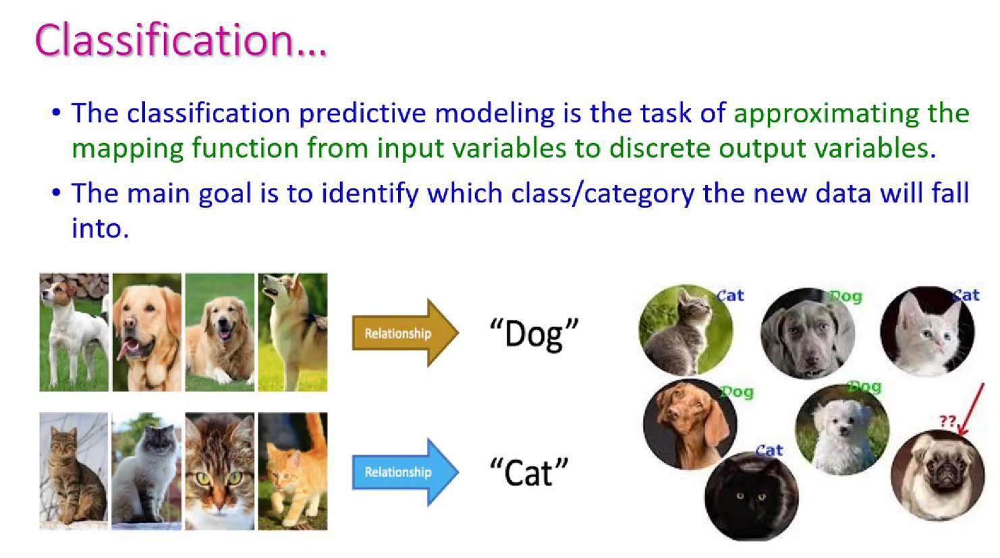 Classification...
• The classification predictive modeling is the task of approximating the
mapping function from input variables to discrete output variables.
• The main goal is to identify which class/category the new data will fall
into.
Relationship
“Dog”
Relationship
“Cat”
Cat
Dog
Cat
Dog
Dog
??
Cat